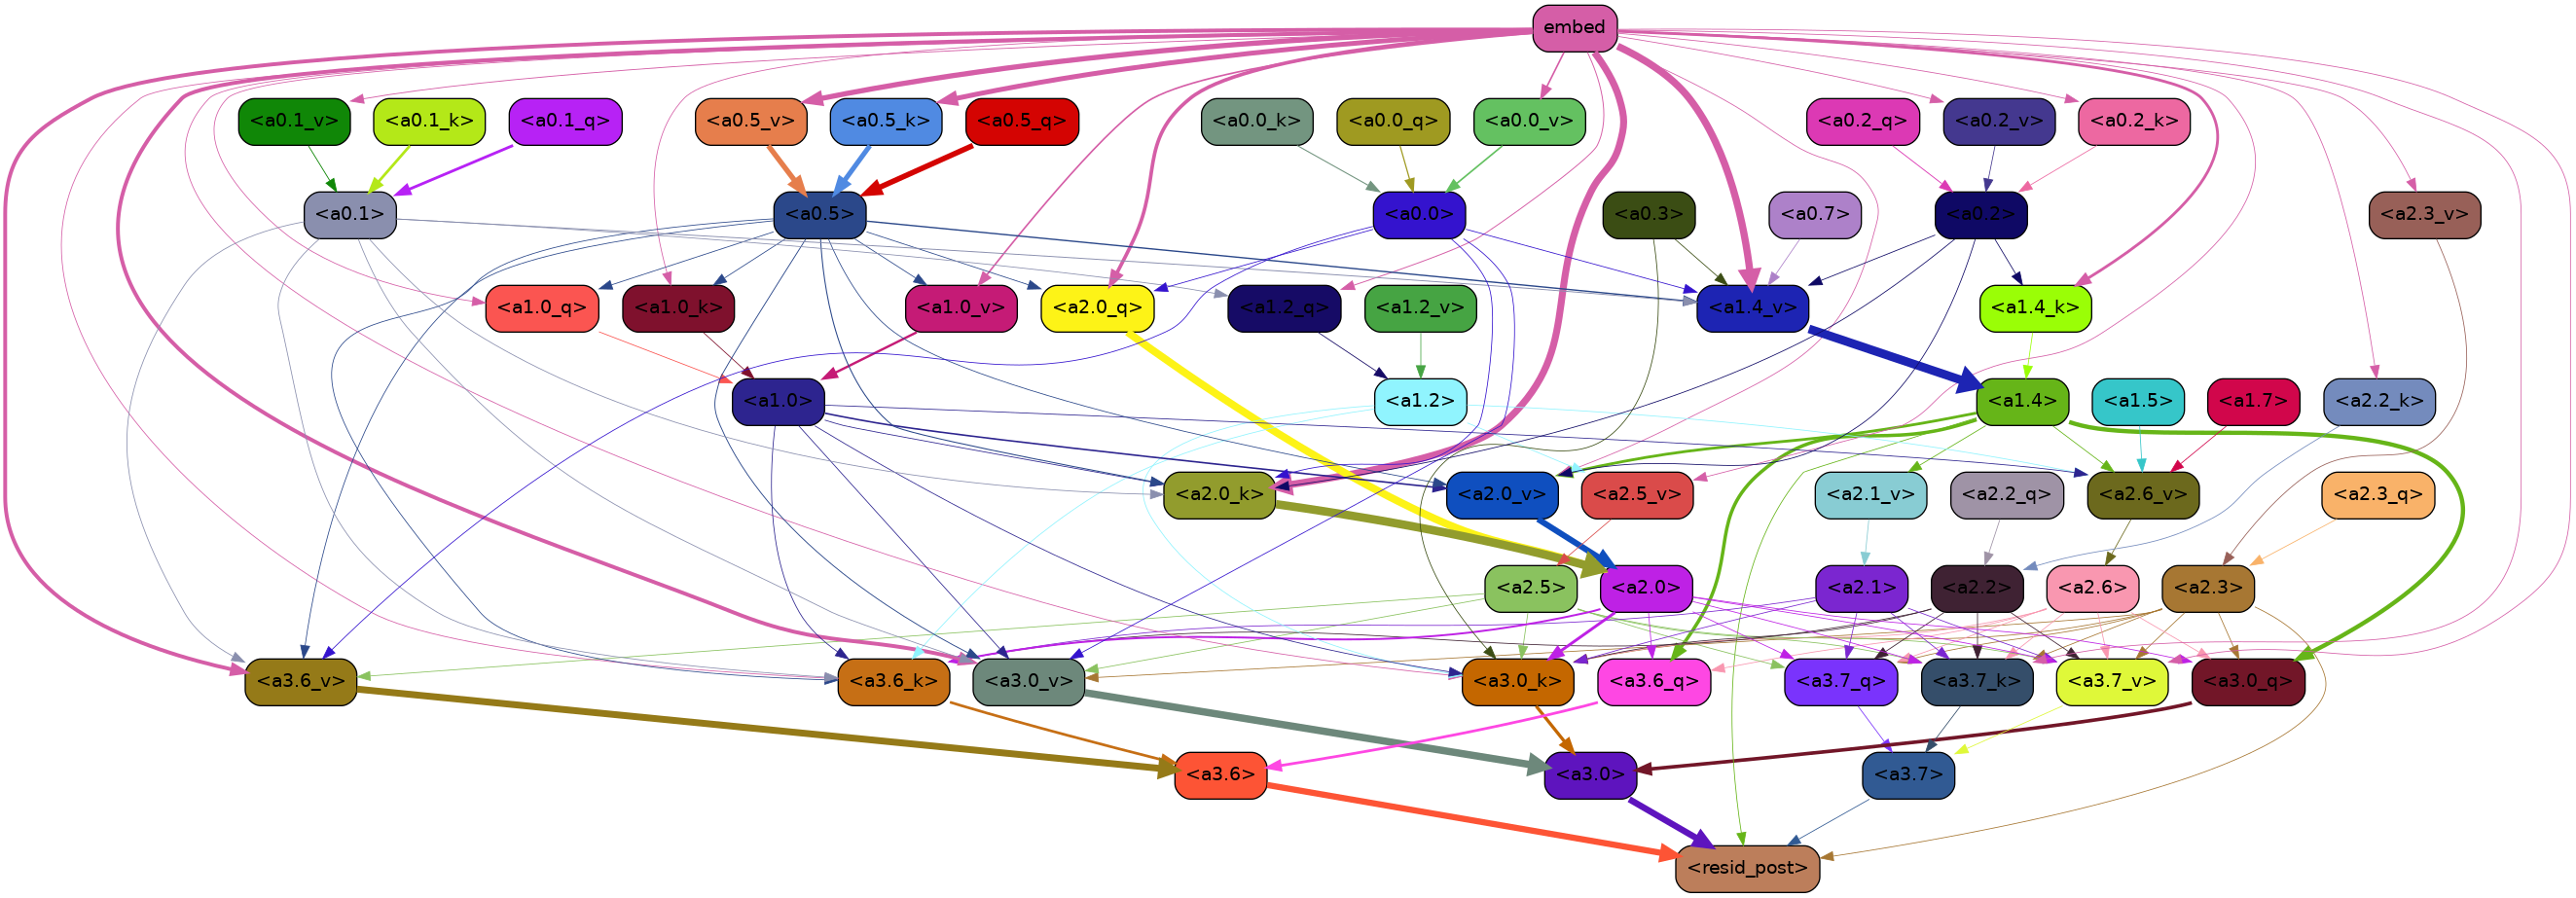 embed
<a0.1_v> <a0.1_k> <a0.1_q> <a0.5_v> <a0.5_k> <a0.5_q> <a0.0_k> <a0.0_q> <a0.0_v> <a0.2_q> <a0.2_v> <a0.2_k>
<a0.1> <a0.5> <a0.0> <a0.3> <a0.7> <a0.2> <a2.3_v>
<a1.0_q> <a1.0_k> <a1.0_v> <a2.0_q> <a1.2_q> <a1.2_v> <a1.4_v> <a1.4_k>
<a1.0> <a1.2> <a1.4> <a1.5> <a1.7> <a2.2_k>
<a2.0_k> <a2.0_v> <a2.5_v> <a2.1_v> <a2.2_q> <a2.6_v> <a2.3_q>
<a2.5> <a2.0> <a2.1> <a2.2> <a2.6> <a2.3>
<a3.6_v> <a3.6_k> <a3.0_v> <a3.0_k> <a3.6_q> <a3.7_q> <a3.7_k> <a3.7_v> <a3.0_q>
<a3.6> <a3.0> <a3.7>
<resid_post>